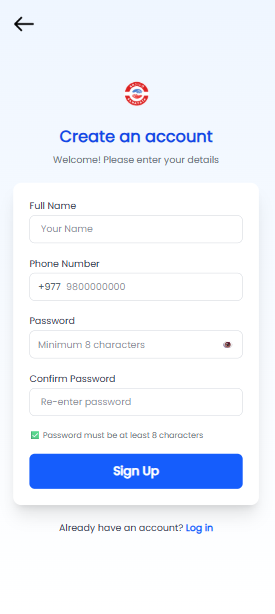 Create an account
Welcome! Please enter your details
Full Name
Your Name
Phone Number
+977 9800000000
Password
Minimum 8 characters
Confirm Password
Re-enter password
Password must be at least 8 characters
Sign Up
Already have an account? Log in